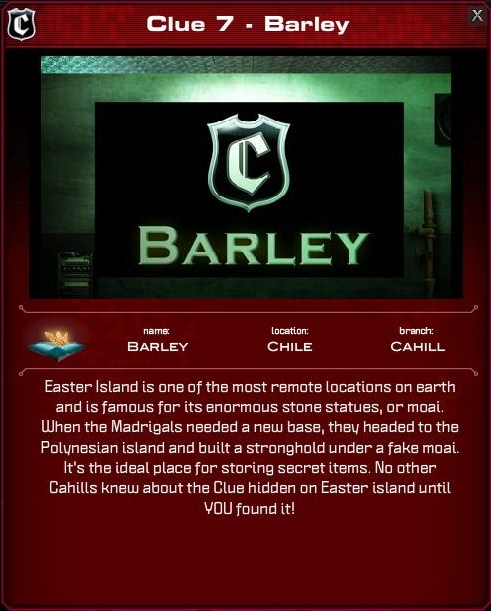 C
Clue 7 - Barley
X
C
BARLEY
name: location: branch:
BARLEY CHILE CAHILL
Easter Island is one of the most remote locations on earth
and is famous for its enormous stone statues, or moai.
When the Madrigals needed a new base, they headed to the
Polynesian island and built a stronghold under a fake moai.
It's the ideal place for storing secret items. No other
Cahills knew about the Clue hidden on Easter island until
YOU found it!